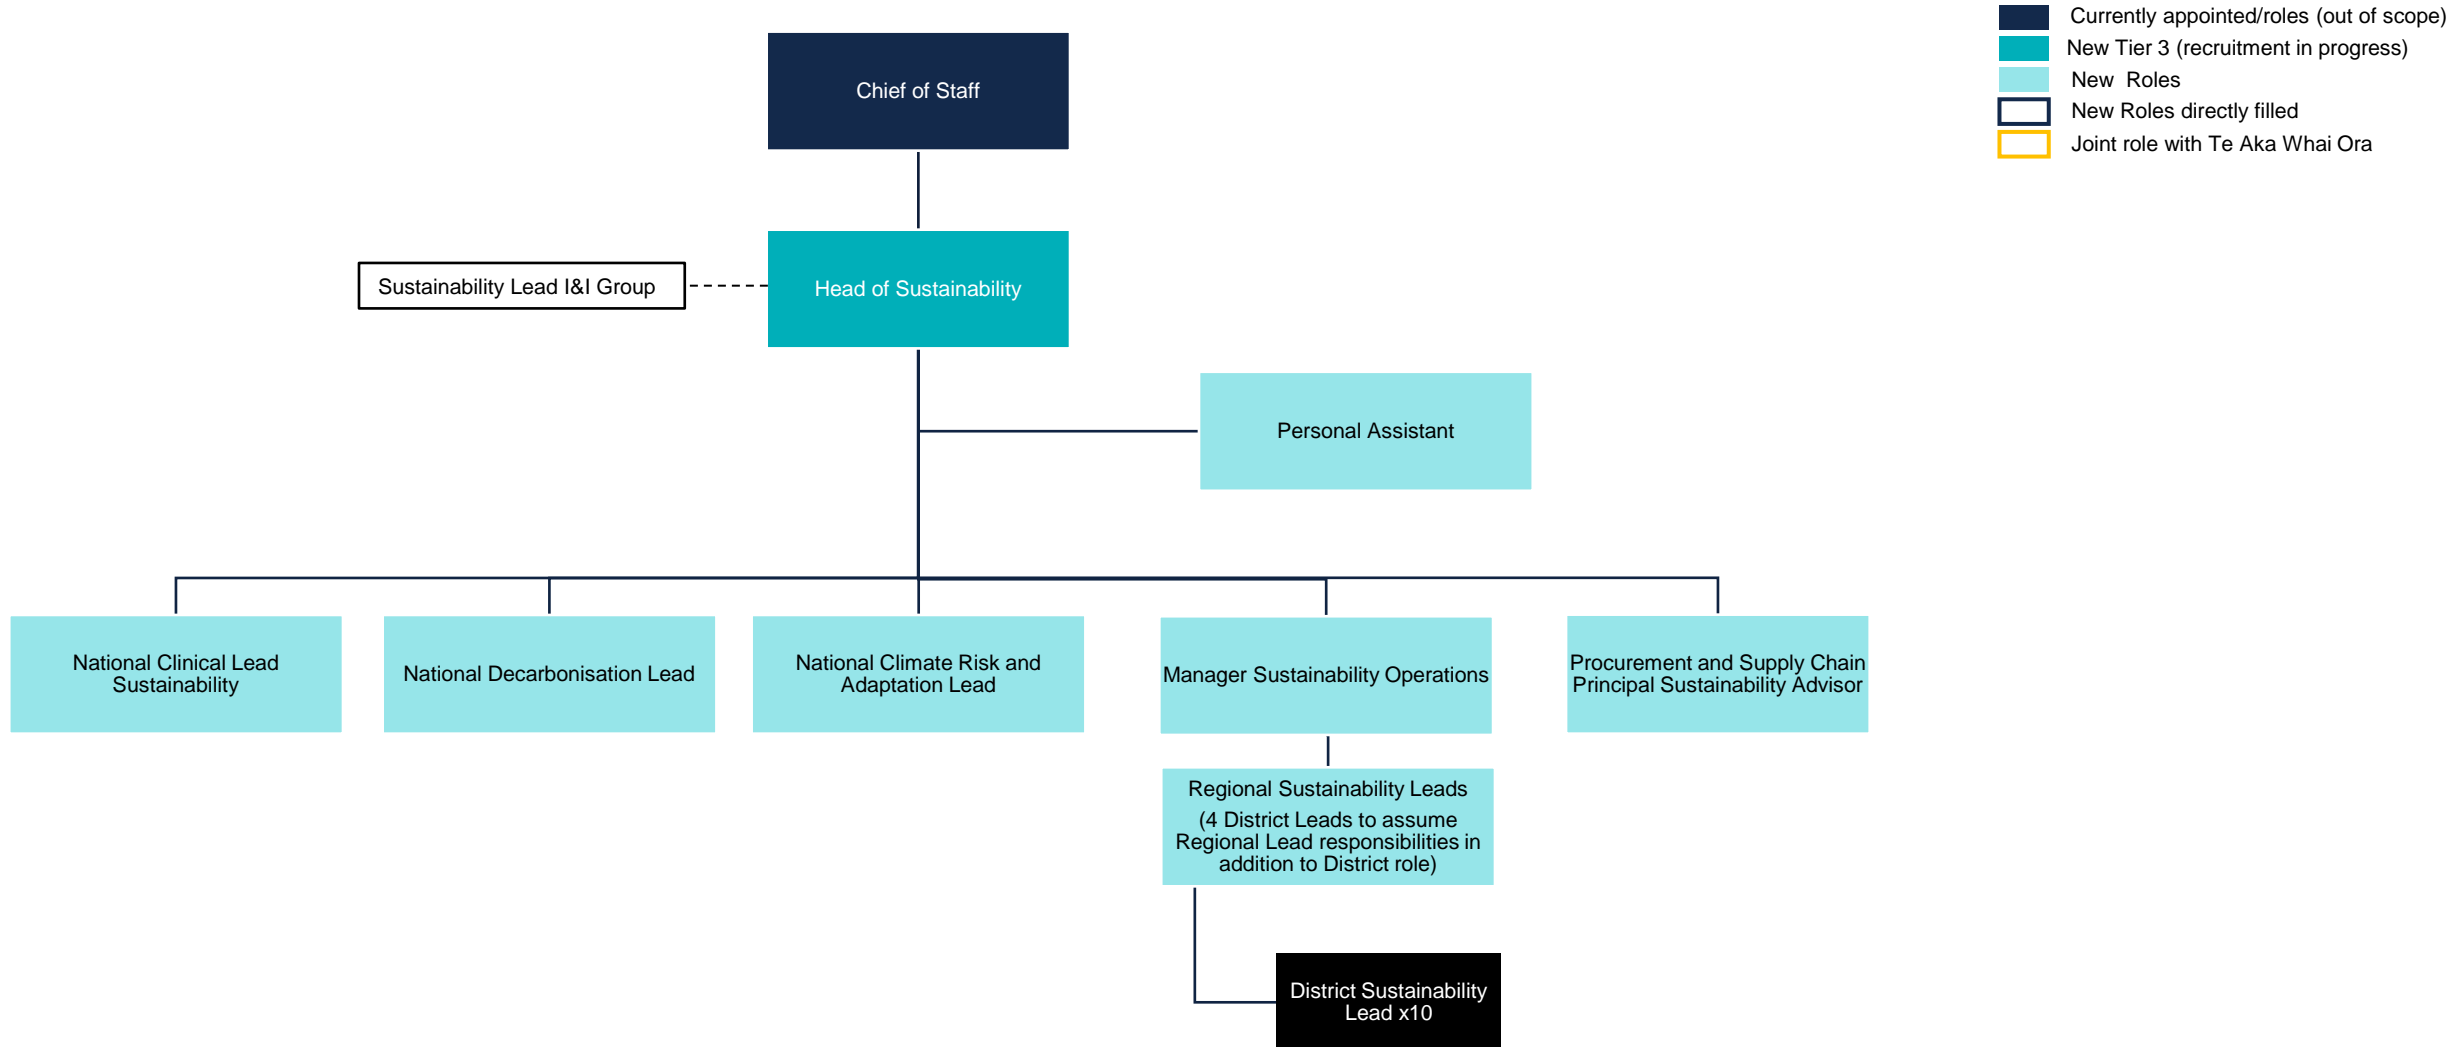 Currently appointed/roles (out of scope)
New Tier 3 (recruitment in progress)
New Roles
New Roles directly filled
Joint role with Te Aka Whai Ora
Chief of Staff
Sustainability Lead I&I Group
Head of Sustainability
Personal Assistant
National Clinical Lead
Sustainability
National Decarbonisation Lead
National Climate Risk and
Adaptation Lead
Manager Sustainability Operations
Procurement and Supply Chain
Principal Sustainability Advisor
Regional Sustainability Leads
(4 District Leads to assume
Regional Lead responsibilities in
addition to District role)
District Sustainability
Lead x10